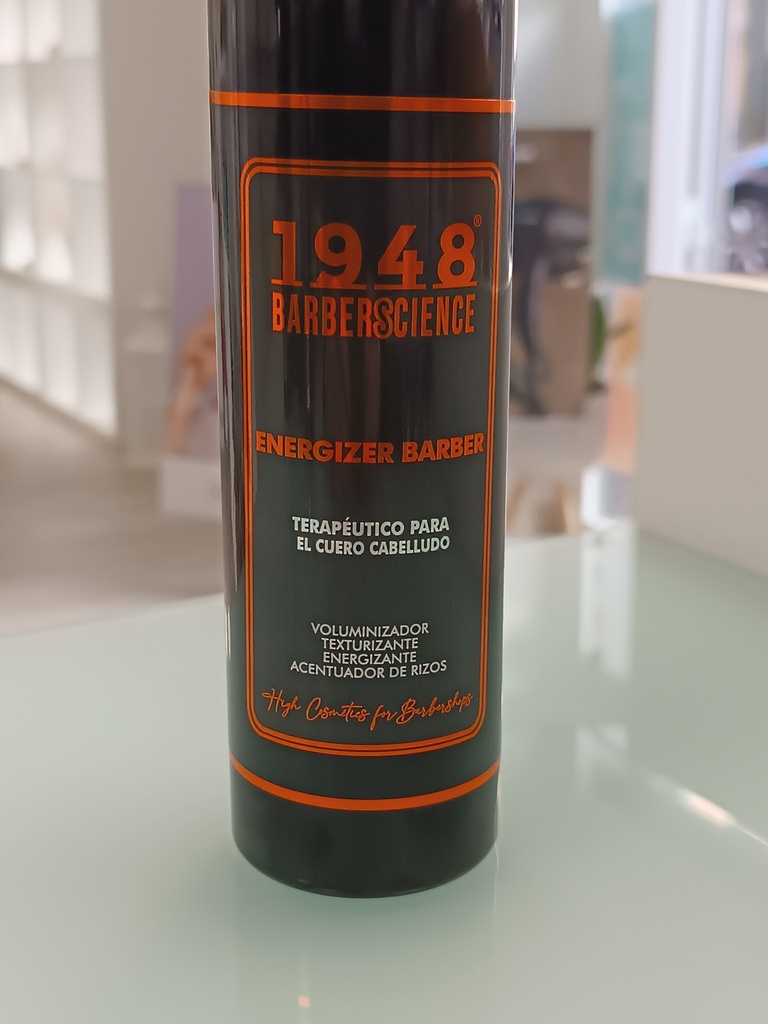 1948®
BARBERSCIENCE
ENERGIZER BARBER
TERAPÉUTICO PARA
EL CUERO CABELLUDO
VOLUMINIZADOR
TEXTURIZANTE
ENERGIZANTE
ACENTUADOR DE RIZOS
High Cosmetics for Barbershops